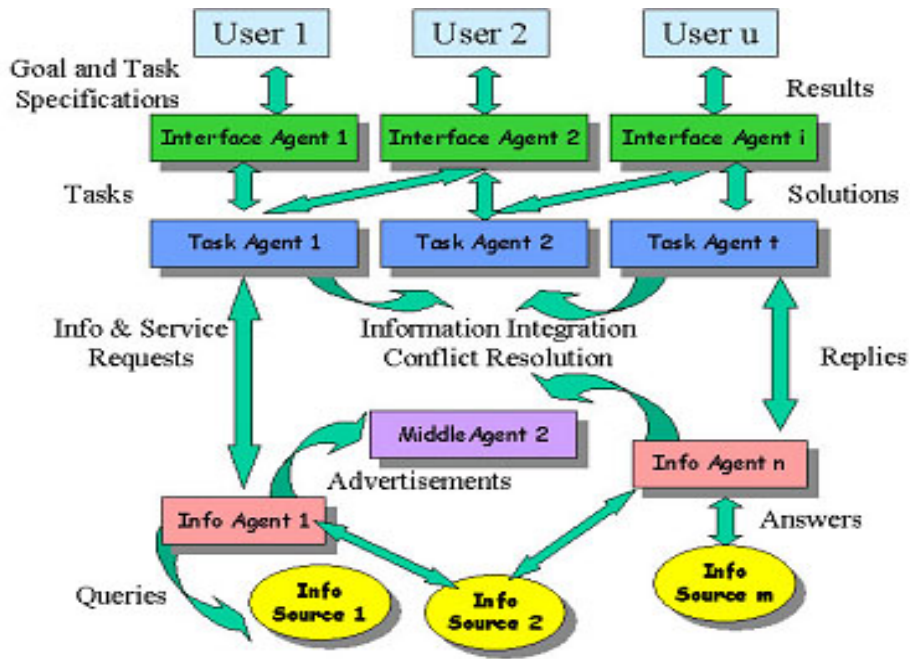 User 1
User 2
User u
Goal and Task
Specifications
Results
Interface Agent 1
Interface Agent 2
Interface Agent i
Tasks
Solutions
Task Agent 1
Task Agent 2
Task Agent t
Info & Service
Requests
Information Integration
Conflict Resolution
Replies
Middle Agent 2
Info Agent n
Advertisements
Info Agent 1
Answers
Queries
Info
Source 1
Info
Source 2
Info
Source m